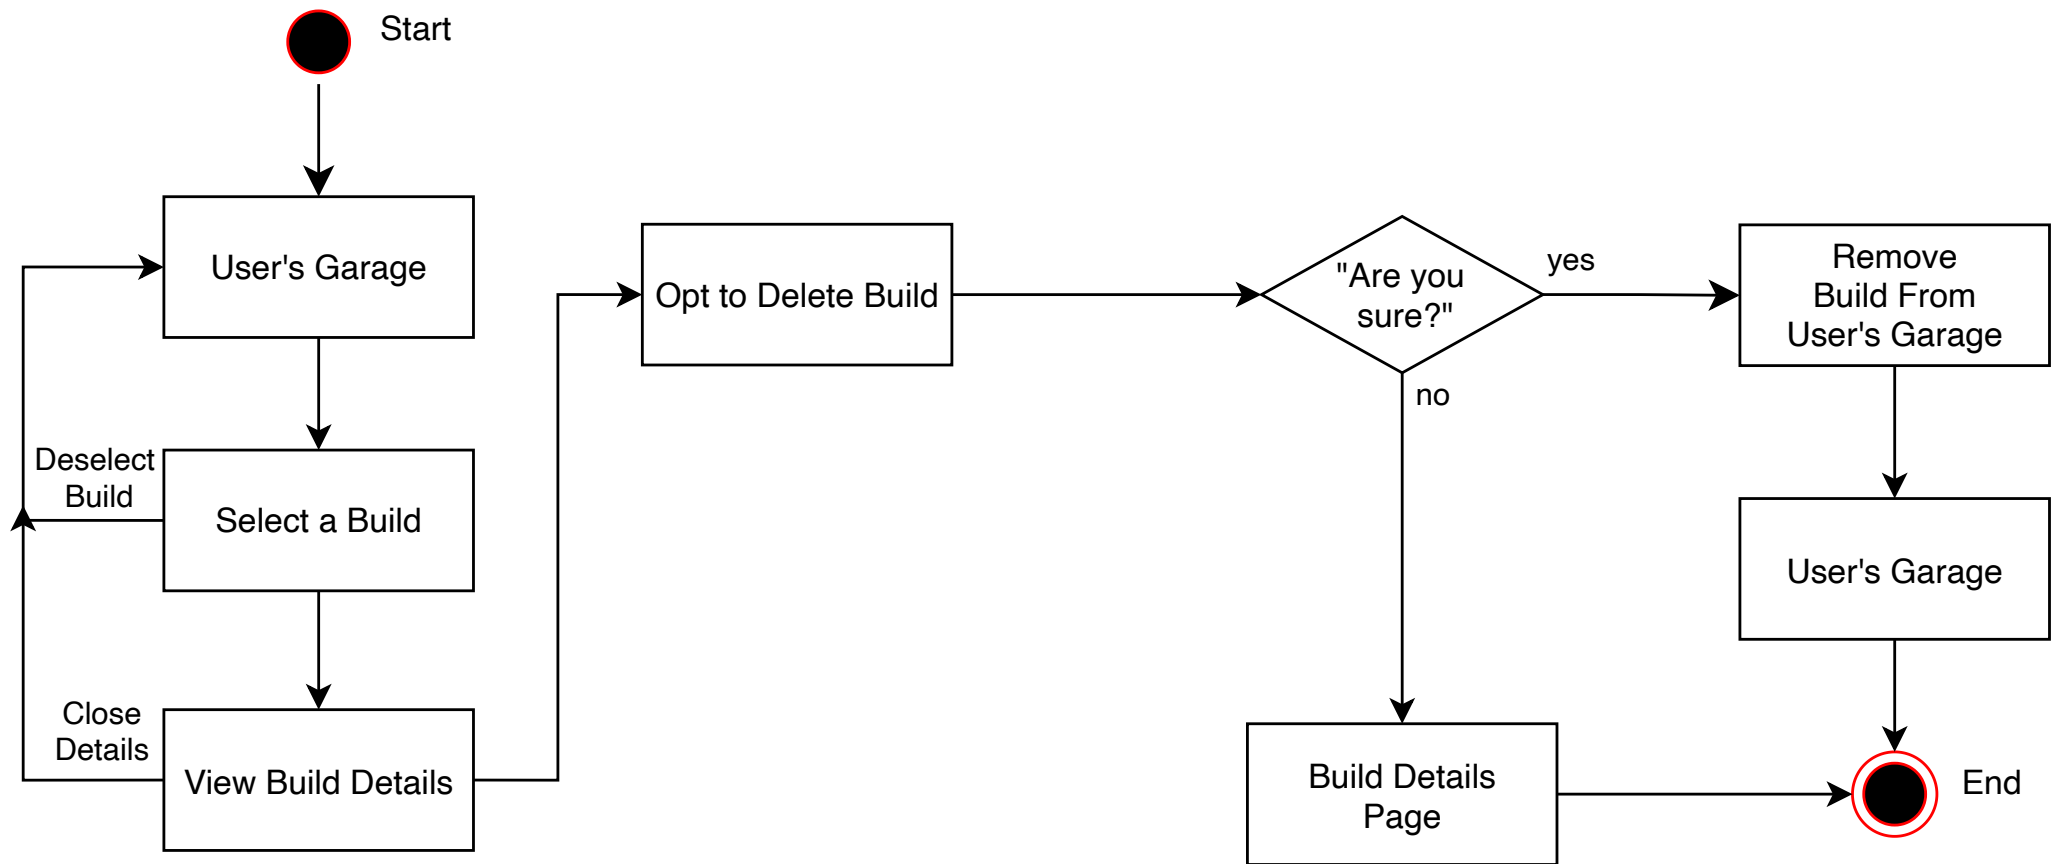 Start
User's Garage
Deselect
Build
Select a Build
Close
Details
View Build Details
Opt to Delete Build
"Are you
sure?"
yes
no
Remove
Build From
User's Garage
User's Garage
Build Details
Page
End